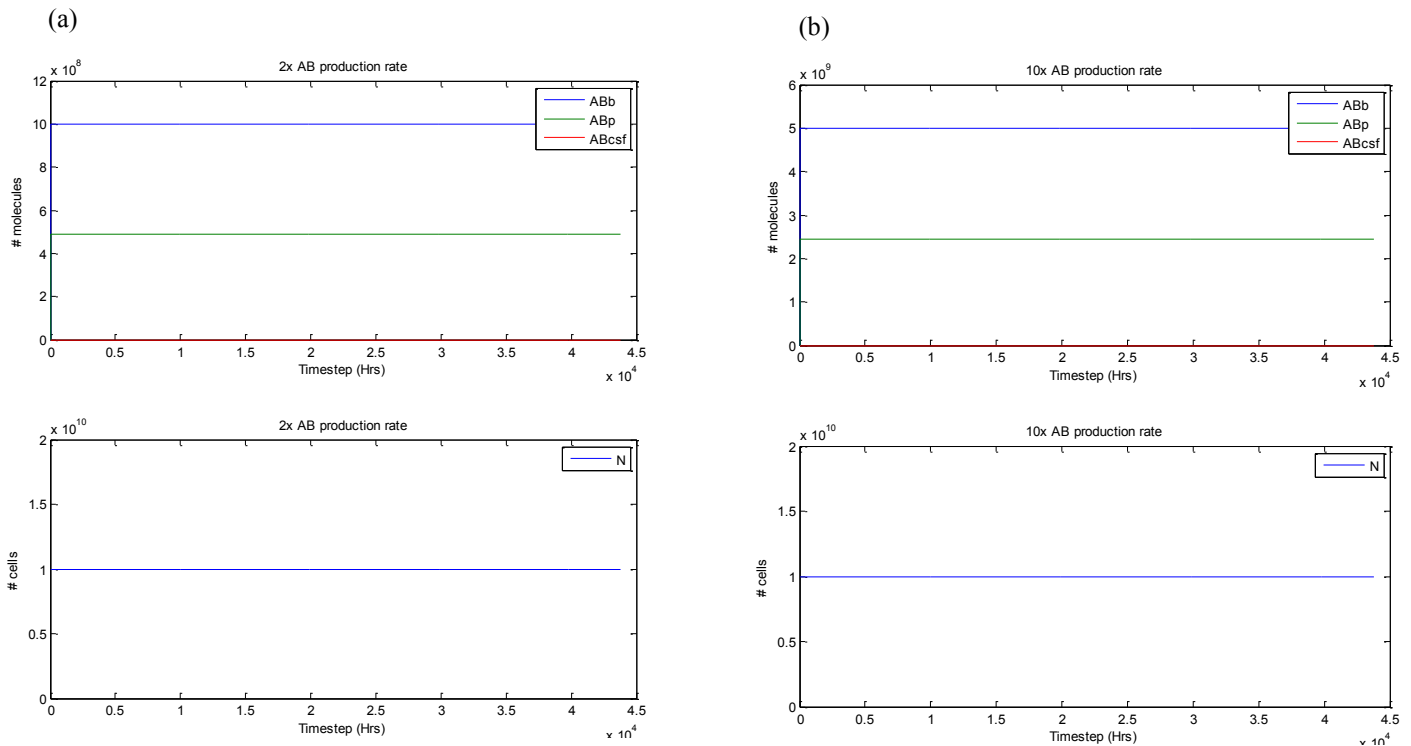 (a)
2x AB production rate
x 10^8
12
10
8
6
4
2
0
# molecules
ABb
ABp
ABcsf
0 0.5 1 1.5 2 2.5 3 3.5 4 4.5
Timestep (Hrs)
x 10^4
2x AB production rate
x 10^10
2
1.5
1
0.5
0
# cells
N
0 0.5 1 1.5 2 2.5 3 3.5 4 4.5
Timestep (Hrs)
x 10^4
(b)
10x AB production rate
x 10^9
6
5
4
3
2
1
0
# molecules
ABb
ABp
ABcsf
0 0.5 1 1.5 2 2.5 3 3.5 4 4.5
Timestep (Hrs)
x 10^4
10x AB production rate
x 10^10
2
1.5
1
0.5
0
# cells
N
0 0.5 1 1.5 2 2.5 3 3.5 4 4.5
Timestep (Hrs)
x 10^4